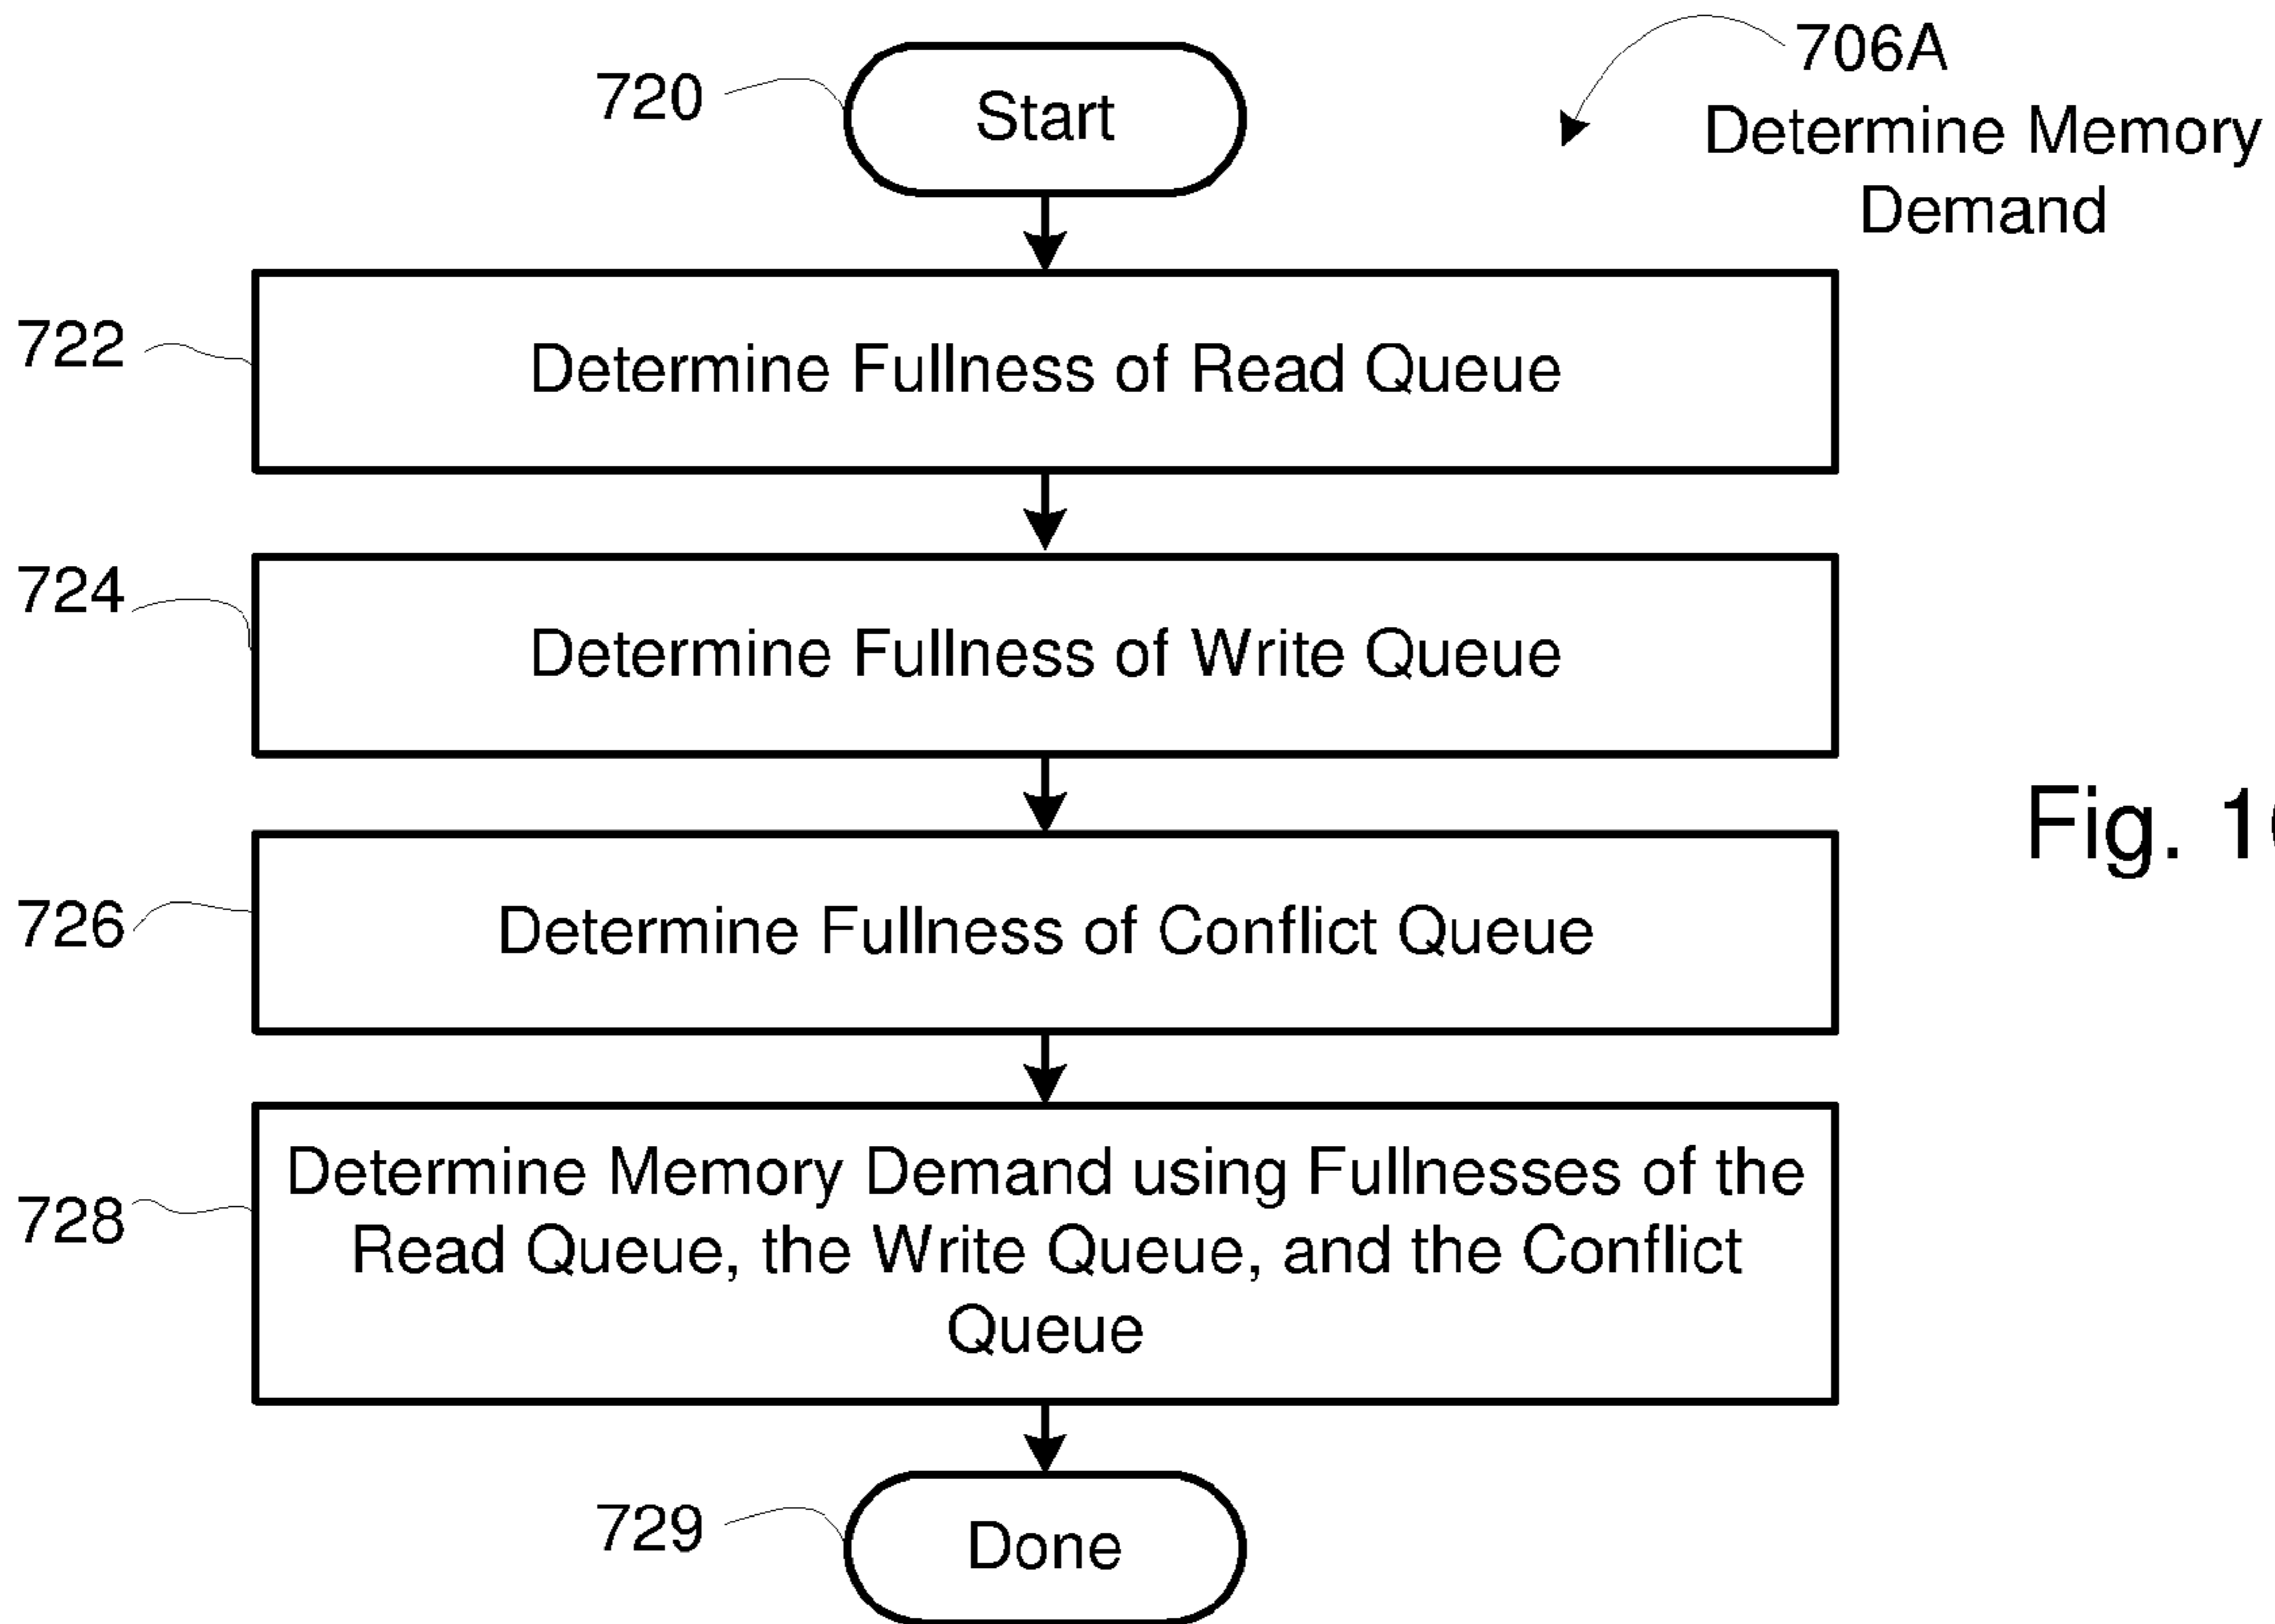 706A
Determine Memory
Demand
720
Start
722
Determine Fullness of Read Queue
724
Determine Fullness of Write Queue
Fig.
726
Determine Fullness of Conflict Queue
728
Determine Memory Demand using Fullnesses of the
Read Queue, the Write Queue, and the Conflict
Queue
729
Done